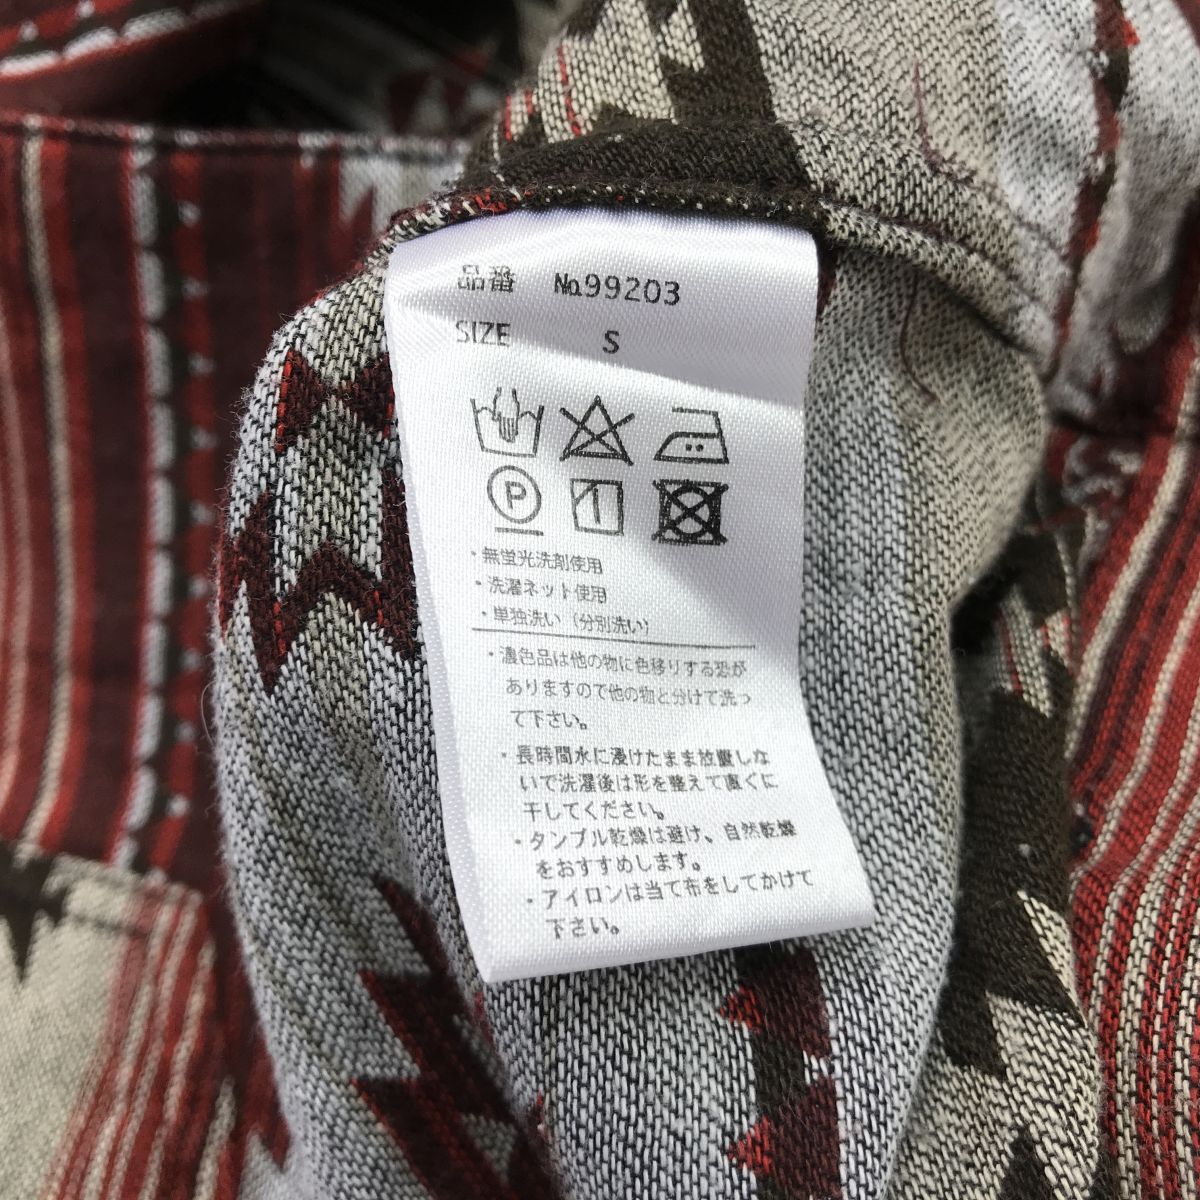 品番 No.99203
SIZE S
P
・無蛍光洗剤使用
・洗濯ネット使用
・単独洗い（分別洗い）
・濃色品は他の物に色移りする恐が
ありますので他の物と分けて洗っ
て下さい。
・長時間水に浸けたまま放置しな
いで洗濯後は形を整えて直ぐに
干してください。
・タンブル乾燥は避け、自然乾燥
をおすすめします。
・アイロンは当て布をしてかけて
下さい。